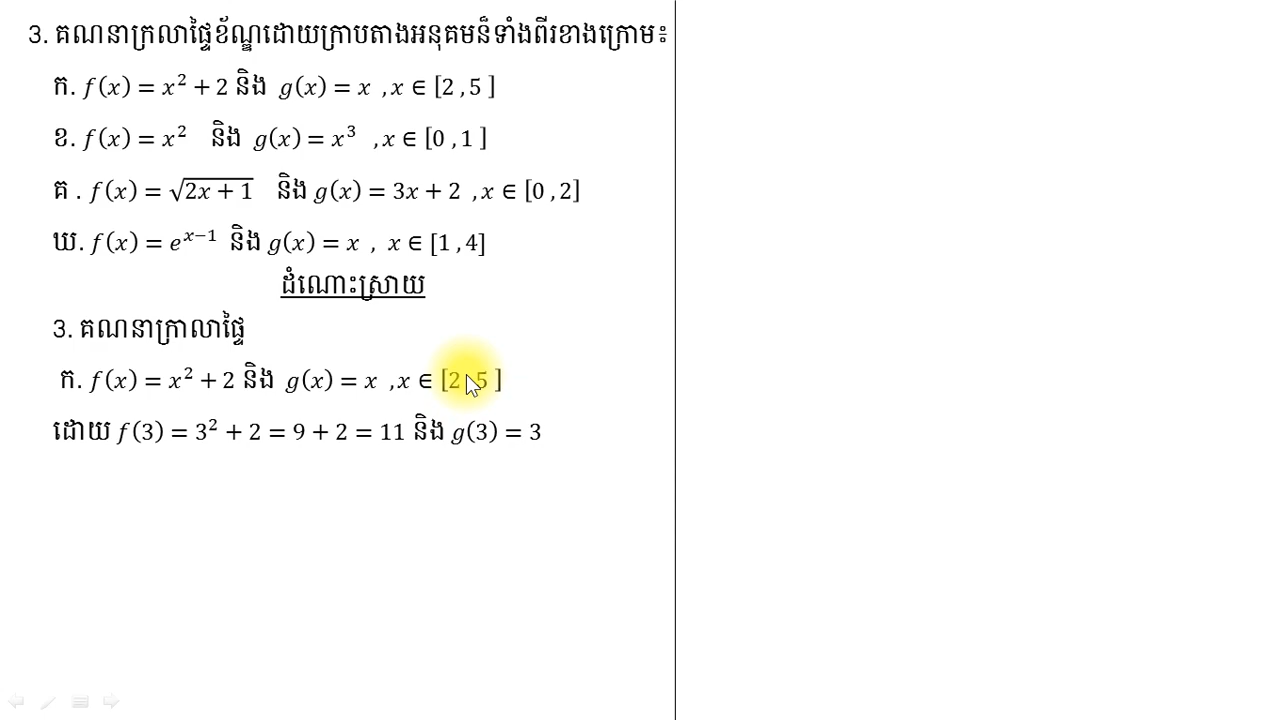 3. គណនាក្រលាផ្ទៃខ័ណ្ឌដោយក្រាបតាងអនុគមន៏ទាំងពីរខាងក្រោម៖
ក. f(x) = x² + 2 និង g(x) = x , x ∈ [2 , 5 ]
ខ. f(x) = x² និង g(x) = x³ , x ∈ [0 , 1 ]
គ . f(x) = √(2x + 1) និង g(x) = 3x + 2 , x ∈ [0 , 2]
ឃ. f(x) = eˣ⁻¹ និង g(x) = x , x ∈ [1 , 4]
ដំណោះស្រាយ
3. គណនាក្រាលាផ្ទៃ
ក. f(x) = x² + 2 និង g(x) = x , x ∈ [2 , 5 ]
ដោយ f(3) = 3² + 2 = 9 + 2 = 11 និង g(3) = 3